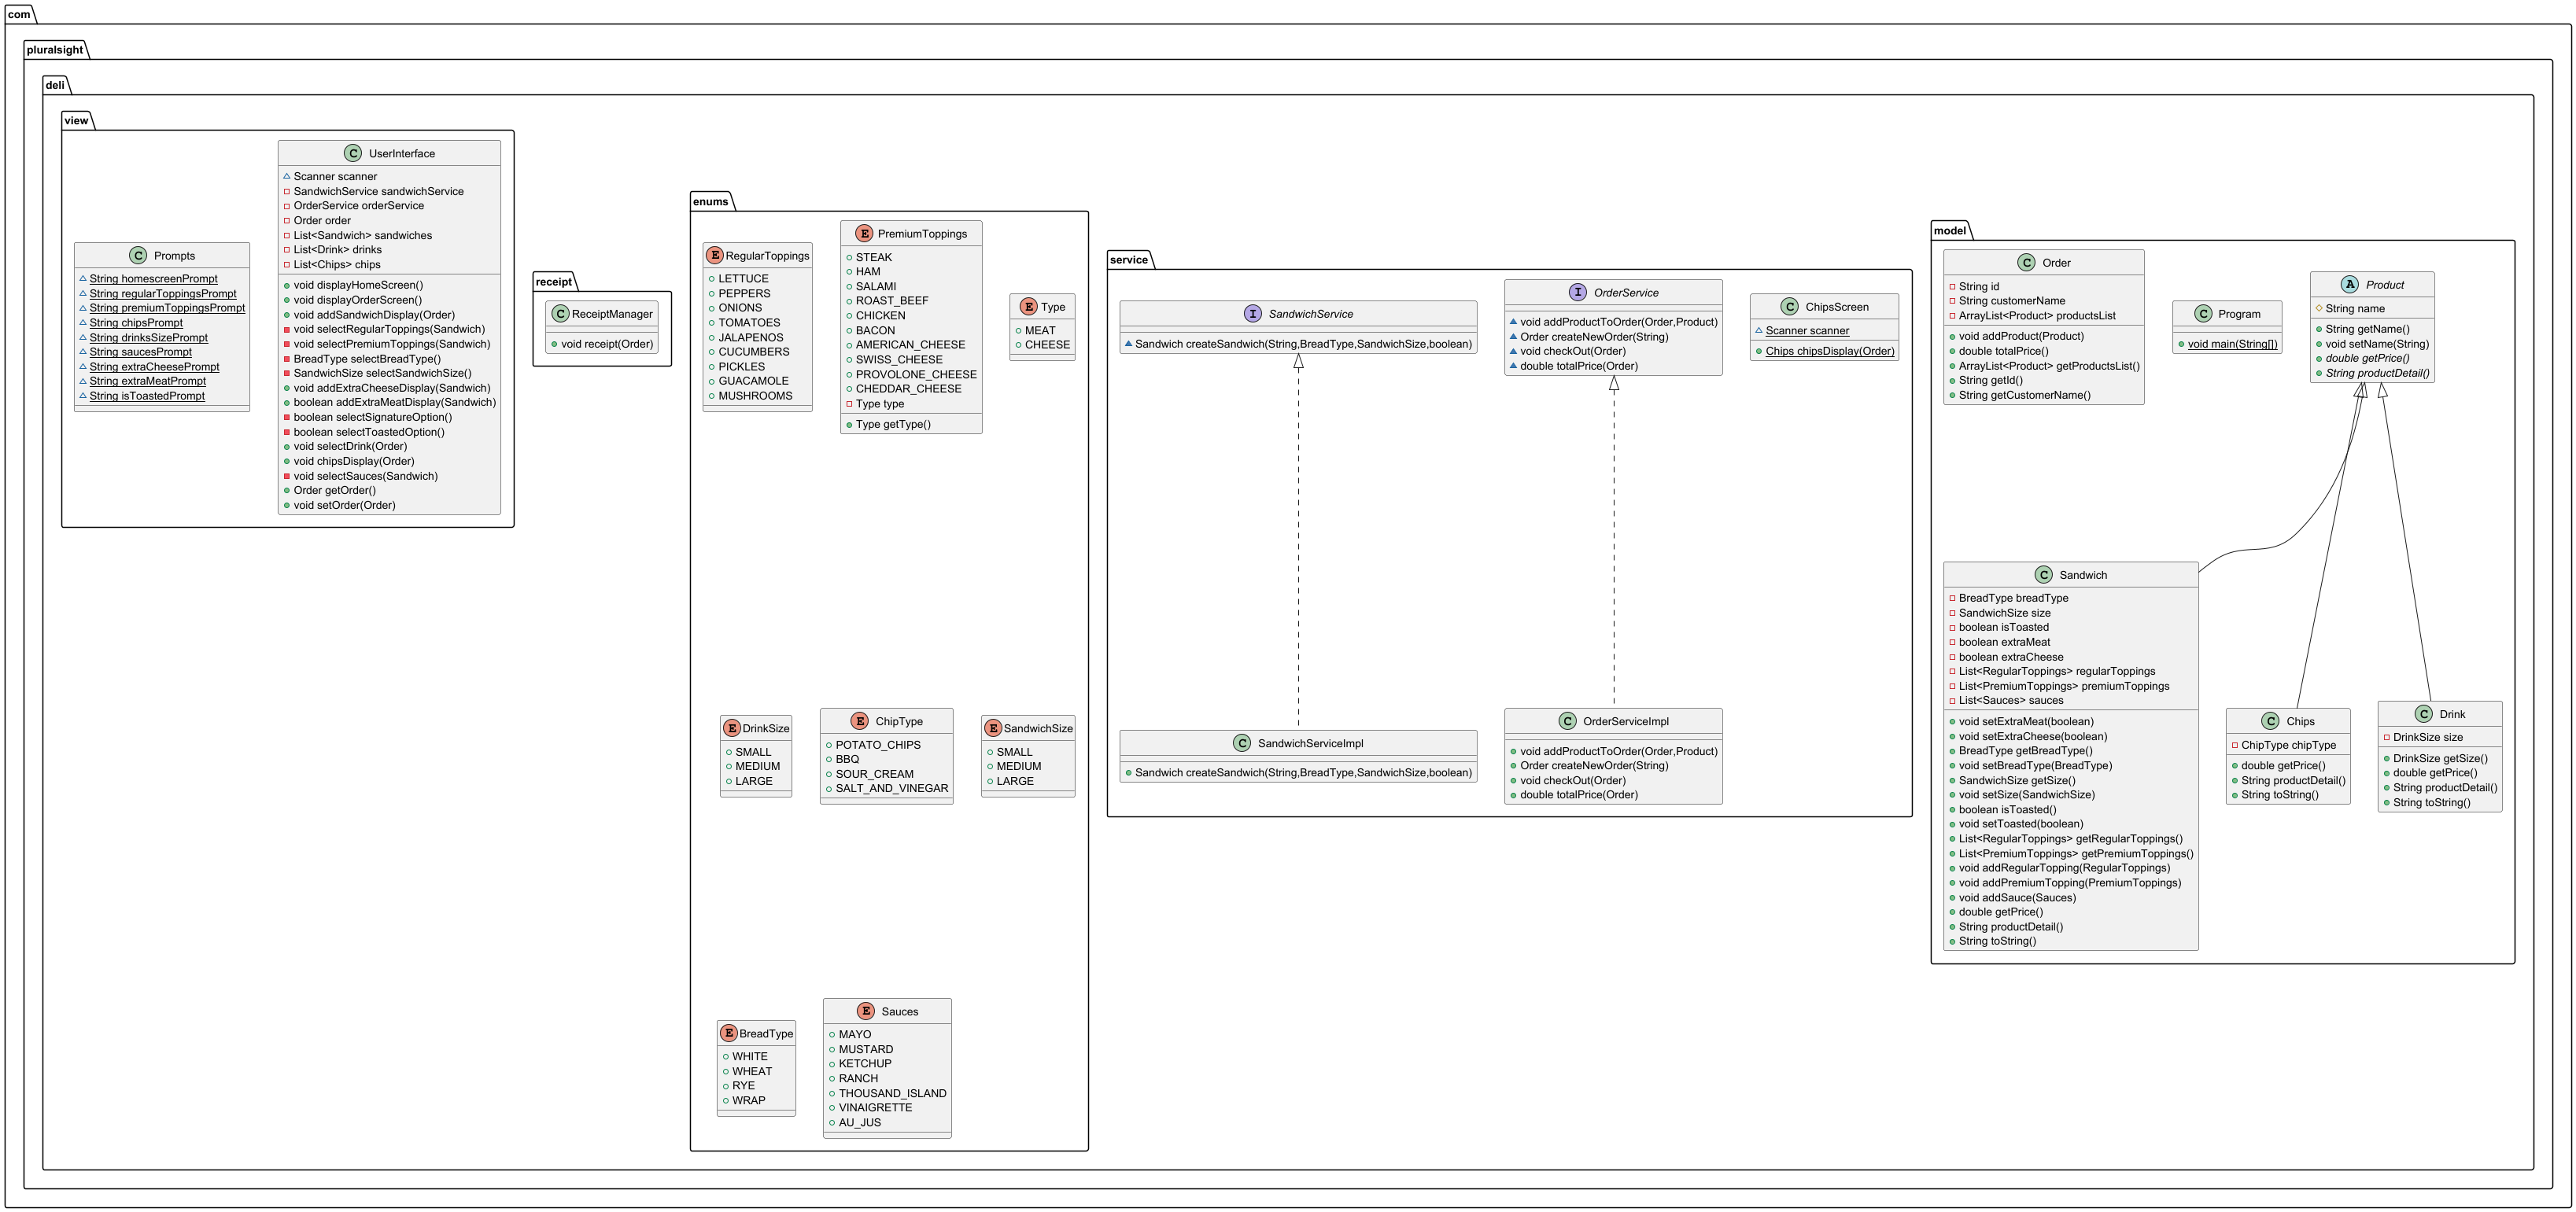 com
pluralsight
deli
view
Prompts
String homescreenPrompt
String regularToppingsPrompt
String premiumToppingsPrompt
String chipsPrompt
String drinksSizePrompt
String saucesPrompt
String extraCheesePrompt
String extraMeatPrompt
String isToastedPrompt
C UserInterface
Scanner scanner
SandwichService sandwichService
OrderService orderService
Order order
List<Sandwich> sandwiches
List<Drink> drinks
List<Chips> chips
void displayHomeScreen()
void displayOrderScreen()
void addSandwichDisplay(Order)
void selectRegularToppings(Sandwich)
void selectPremiumToppings(Sandwich)
BreadType selectBreadType()
SandwichSize selectSandwichSize()
void addExtraCheeseDisplay(Sandwich)
boolean addExtraMeatDisplay(Sandwich)
boolean selectSignatureOption()
boolean selectToastedOption()
void selectDrink(Order)
void chipsDisplay(Order)
void selectSauces(Sandwich)
Order getOrder()
void setOrder(Order)
receipt
C ReceiptManager
void receipt(Order)
enums
E RegularToppings
LETTUCE
PEPPERS
ONIONS
TOMATOES
JALAPENOS
CUCUMBERS
PICKLES
GUACAMOLE
MUSHROOMS
E PremiumToppings
STEAK
HAM
SALAMI
ROAST_BEEF
CHICKEN
BACON
AMERICAN_CHEESE
SWISS_CHEESE
PROVOLONE_CHEESE
CHEDDAR_CHEESE
Type type
Type getType()
E Type
MEAT
CHEESE
E DrinkSize
SMALL
MEDIUM
LARGE
E ChipType
POTATO_CHIPS
BBQ
SOUR_CREAM
SALT_AND_VINEGAR
E SandwichSize
SMALL
MEDIUM
LARGE
E BreadType
WHITE
WHEAT
RYE
WRAP
E Sauces
MAYO
MUSTARD
KETCHUP
RANCH
THOUSAND_ISLAND
VINAIGRETTE
AU_JUS
service
I SandwichService
Sandwich createSandwich(String,BreadType,SandwichSize,boolean)
I OrderService
void addProductToOrder(Order,Product)
Order createNewOrder(String)
void checkOut(Order)
double totalPrice(Order)
C ChipsScreen
Scanner scanner
Chips chipsDisplay(Order)
C SandwichServiceImpl
Sandwich createSandwich(String,BreadType,SandwichSize,boolean)
C OrderServiceImpl
void addProductToOrder(Order,Product)
Order createNewOrder(String)
void checkOut(Order)
double totalPrice(Order)
model
C Order
String id
String customerName
ArrayList<Product> productsList
void addProduct(Product)
double totalPrice()
ArrayList<Product> getProductsList()
String getId()
String getCustomerName()
C Program
void main(String[])
A Product
String name
String getName()
void setName(String)
double getPrice()
String productDetail()
C Sandwich
BreadType breadType
SandwichSize size
boolean isToasted
boolean extraMeat
boolean extraCheese
List<RegularToppings> regularToppings
List<PremiumToppings> premiumToppings
List<Sauces> sauces
void setExtraMeat(boolean)
void setExtraCheese(boolean)
BreadType getBreadType()
void setBreadType(BreadType)
SandwichSize getSize()
void setSize(SandwichSize)
boolean isToasted()
void setToasted(boolean)
List<RegularToppings> getRegularToppings()
List<PremiumToppings> getPremiumToppings()
void addRegularTopping(RegularToppings)
void addPremiumTopping(PremiumToppings)
void addSauce(Sauces)
double getPrice()
String productDetail()
String toString()
C Chips
ChipType chipType
double getPrice()
String productDetail()
String toString()
C Drink
DrinkSize size
DrinkSize getSize()
double getPrice()
String productDetail()
String toString()